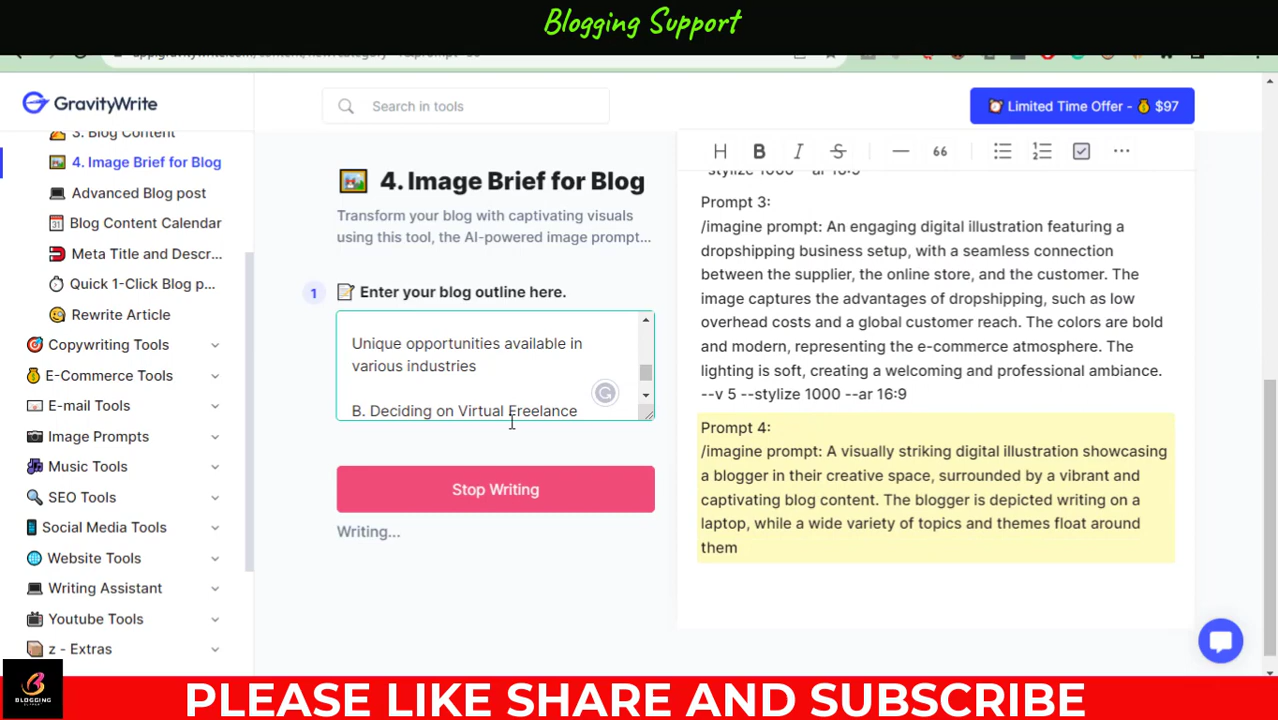 Blogging Support
GravityWrite
Search in tools
Limited Time Offer - $97
3. Blog Content
4. Image Brief for Blog
Advanced Blog post
Blog Content Calendar
Meta Title and Descr...
Quick 1-Click Blog p...
Rewrite Article
Copywriting Tools
E-Commerce Tools
E-mail Tools
Image Prompts
Music Tools
SEO Tools
Social Media Tools
Website Tools
Writing Assistant
Youtube Tools
z - Extras
4. Image Brief for Blog
Transform your blog with captivating visuals
using this tool, the AI-powered image prompt...
1
Enter your blog outline here.
Unique opportunities available in
various industries
B. Deciding on Virtual Freelance
Stop Writing
Writing...
H B I S 66
stylize 1000 --ar 16:9
Prompt 3:
/imagine prompt: An engaging digital illustration featuring a
dropshipping business setup, with a seamless connection
between the supplier, the online store, and the customer. The
image captures the advantages of dropshipping, such as low
overhead costs and a global customer reach. The colors are bold
and modern, representing the e-commerce atmosphere. The
lighting is soft, creating a welcoming and professional ambiance.
--v 5 --stylize 1000 --ar 16:9
Prompt 4:
/imagine prompt: A visually striking digital illustration showcasing
a blogger in their creative space, surrounded by a vibrant and
captivating blog content. The blogger is depicted writing on a
laptop, while a wide variety of topics and themes float around
them
BLOGGING
SUPPORT
PLEASE LIKE SHARE AND SUBSCRIBE